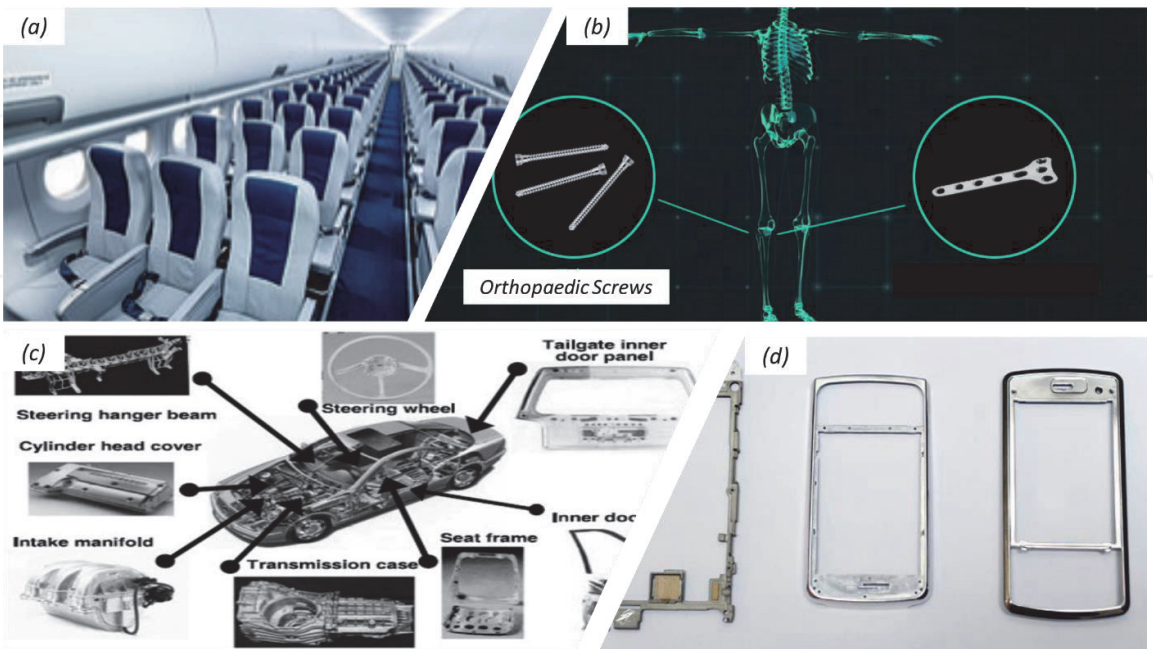 (a)
(b)
Orthopaedic Screws
(c)
Steering hanger beam
Steering wheel
Tailgate inner
door panel
Cylinder head cover
Intake manifold
Transmission case
Seat frame
Inner doo
(d)